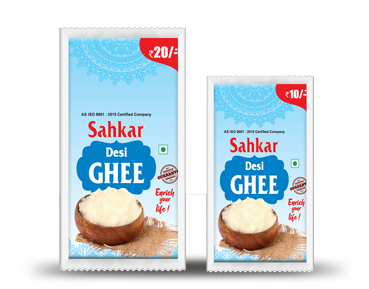 ₹20/-
AS ISO 9001 : 2015 Certified Company
Sahkar
Desi
GHEE
Enrich
your
life !
₹10/-
AS ISO 9001 : 2015 Certified Company
Sahkar
Desi
GHEE
Enrich
your
life !